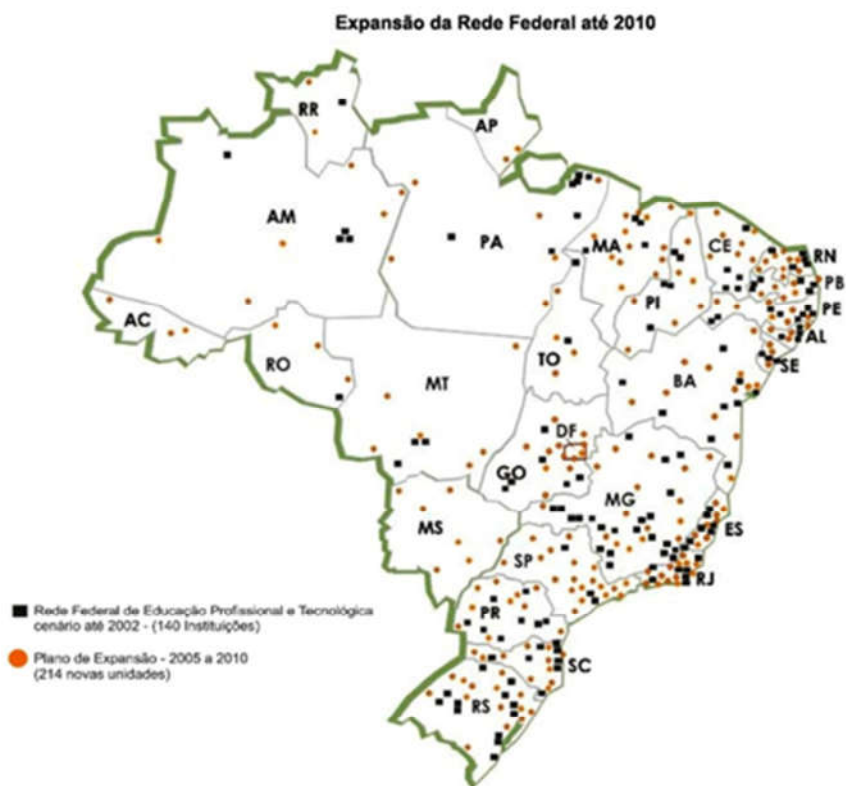 Expansão da Rede Federal até 2010
RR
AP
AM
PA
MA
CE
RN
PB
PE
AL
SE
PI
AC
RO
TO
BA
MT
DF
GO
MG
ES
MS
SP
RJ
PR
SC
RS
Rede Federal de Educação Profissional e Tecnológica
cenário até 2002 - (140 Instituições)
Plano de Expansão - 2005 a 2010
(214 novas unidades)